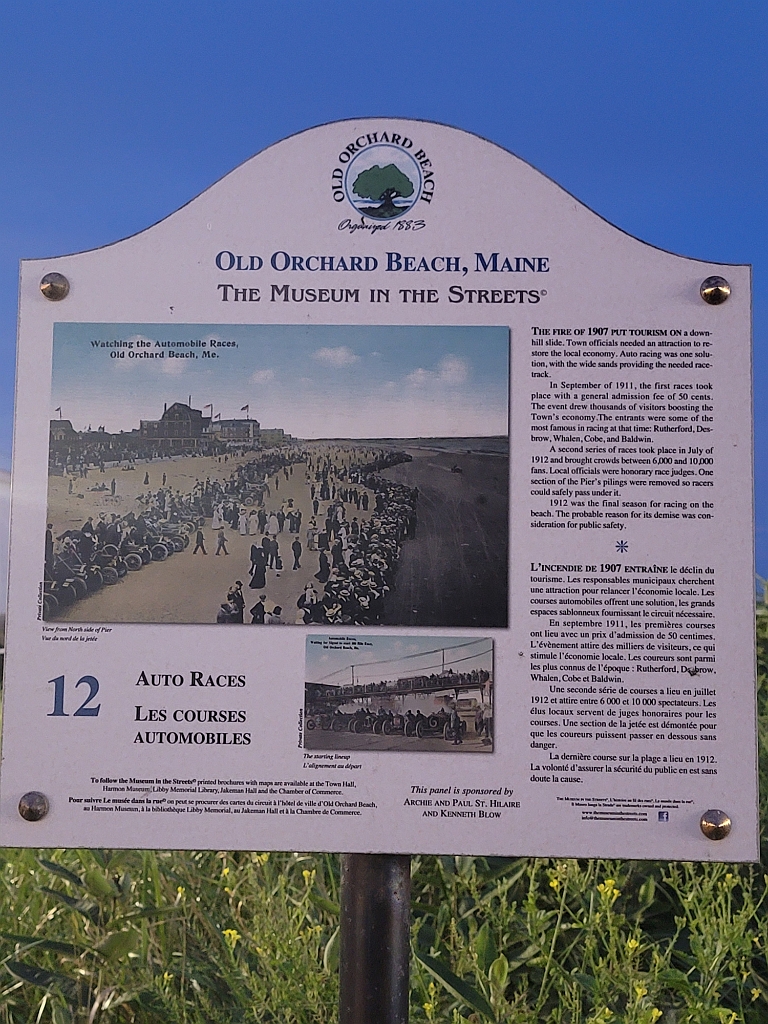 OLD ORCHARD BEACH
Organized 1883
OLD ORCHARD BEACH, MAINE
THE MUSEUM IN THE STREETS©
Watching the Automobile Races,
Old Orchard Beach, Me.
Private Collection
View from North side of Pier
Vue du nord de la jetée
12
AUTO RACES
LES COURSES
AUTOMOBILES
Automobile Races,
Old Orchard Beach, Me.
Private Collection
The starting lineup
L'alignement au départ
To follow the Museum in the Streets® printed brochures with maps are available at the Town Hall,
Harmon Museum, Libby Memorial Library, Jakeman Hall and the Chamber of Commerce.
Pour suivre Le musée dans la rue® on peut se procurer des cartes du circuit à l'hôtel de ville d'Old Orchard Beach,
au Harmon Museum, à la bibliothèque Libby Memorial, au Jakeman Hall et à la Chambre de Commerce.
This panel is sponsored by
ARCHIE AND PAUL ST. HILAIRE
AND KENNETH BLOW
THE FIRE OF 1907 PUT TOURISM ON a down-
hill slide. Town officials needed an attraction to re-
store the local economy. Auto racing was one solu-
tion, with the wide sands providing the needed race-
track.
In September of 1911, the first races took
place with a general admission fee of 50 cents.
The event drew thousands of visitors boosting the
Town's economy.The entrants were some of the
most famous in racing at that time: Rutherford, Des-
brow, Whalen, Cobe, and Baldwin.
A second series of races took place in July of
1912 and brought crowds between 6,000 and 10,000
fans. Local officials were honorary race judges. One
section of the Pier's pilings were removed so racers
could safely pass under it.
1912 was the final season for racing on the
beach. The probable reason for its demise was con-
sideration for public safety.
L'INCENDIE DE 1907 ENTRAÎNE le déclin du
tourisme. Les responsables municipaux cherchent
une attraction pour relancer l'économie locale. Les
courses automobiles offrent une solution, les grands
espaces sablonneux fournissant le circuit nécessaire.
En septembre 1911, les premières courses
ont lieu avec un prix d'admission de 50 centimes.
L'évènement attire des milliers de visiteurs, ce qui
stimule l'économie locale. Les coureurs sont parmi
les plus connus de l'époque : Rutherford, Desbrow,
Whalen, Cobe et Baldwin.
Une seconde série de courses a lieu en juillet
1912 et attire entre 6 000 et 10 000 spectateurs. Les
élus locaux servent de juges honoraires pour les
courses. Une section de la jetée est démontée pour
que les coureurs puissent passer en dessous sans
danger.
La dernière course sur la plage a lieu en 1912.
La volonté d'assurer la sécurité du public en est sans
doute la cause.
www.themuseuminthestreets.com
info@themuseuminthestreets.com
f